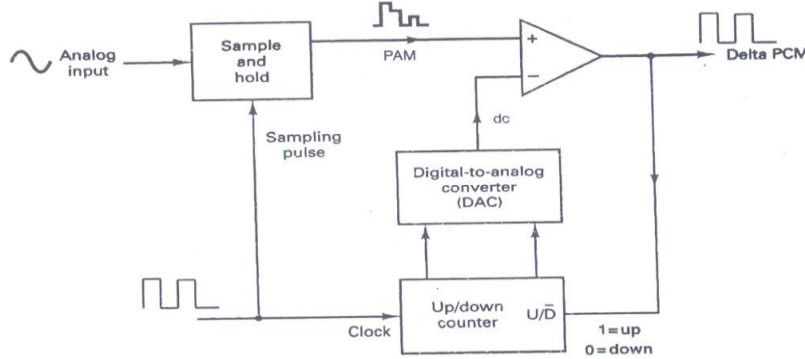 Analog
input
Sample
and
hold
PAM
+
−
Delta PCM
dc
Sampling
pulse
Digital-to-analog
converter
(DAC)
Clock
Up/down
counter
U/D̅
1=up
0=down